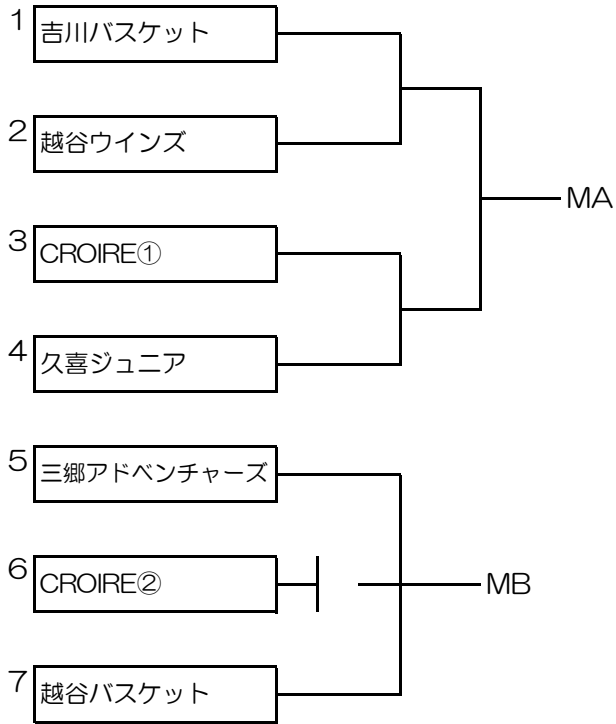 1 吉川バスケット
2 越谷ウインズ
MA
3 CROIRE①
4 久喜ジュニア
5 三郷アドベンチャーズ
6 CROIRE②
MB
7 越谷バスケット